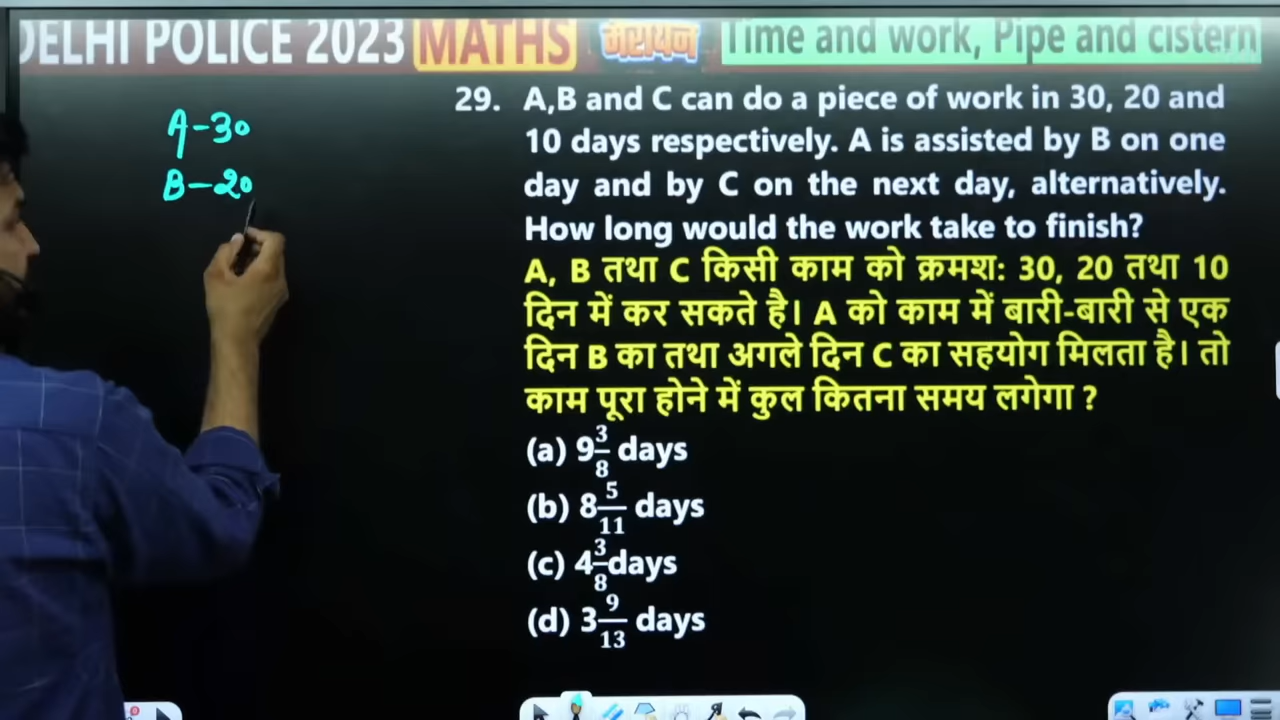 DELHI POLICE 2023 MATHS मैराथन Time and work, Pipe and cistern
A-30
B-20
29. A,B and C can do a piece of work in 30, 20 and
10 days respectively. A is assisted by B on one
day and by C on the next day, alternatively.
How long would the work take to finish?
A, B तथा C किसी काम को क्रमश: 30, 20 तथा 10
दिन में कर सकते है। A को काम में बारी-बारी से एक
दिन B का तथा अगले दिन C का सहयोग मिलता है। तो
काम पूरा होने में कुल कितना समय लगेगा ?
(a) 9 3/8 days
(b) 8 5/11 days
(c) 4 3/8 days
(d) 3 9/13 days